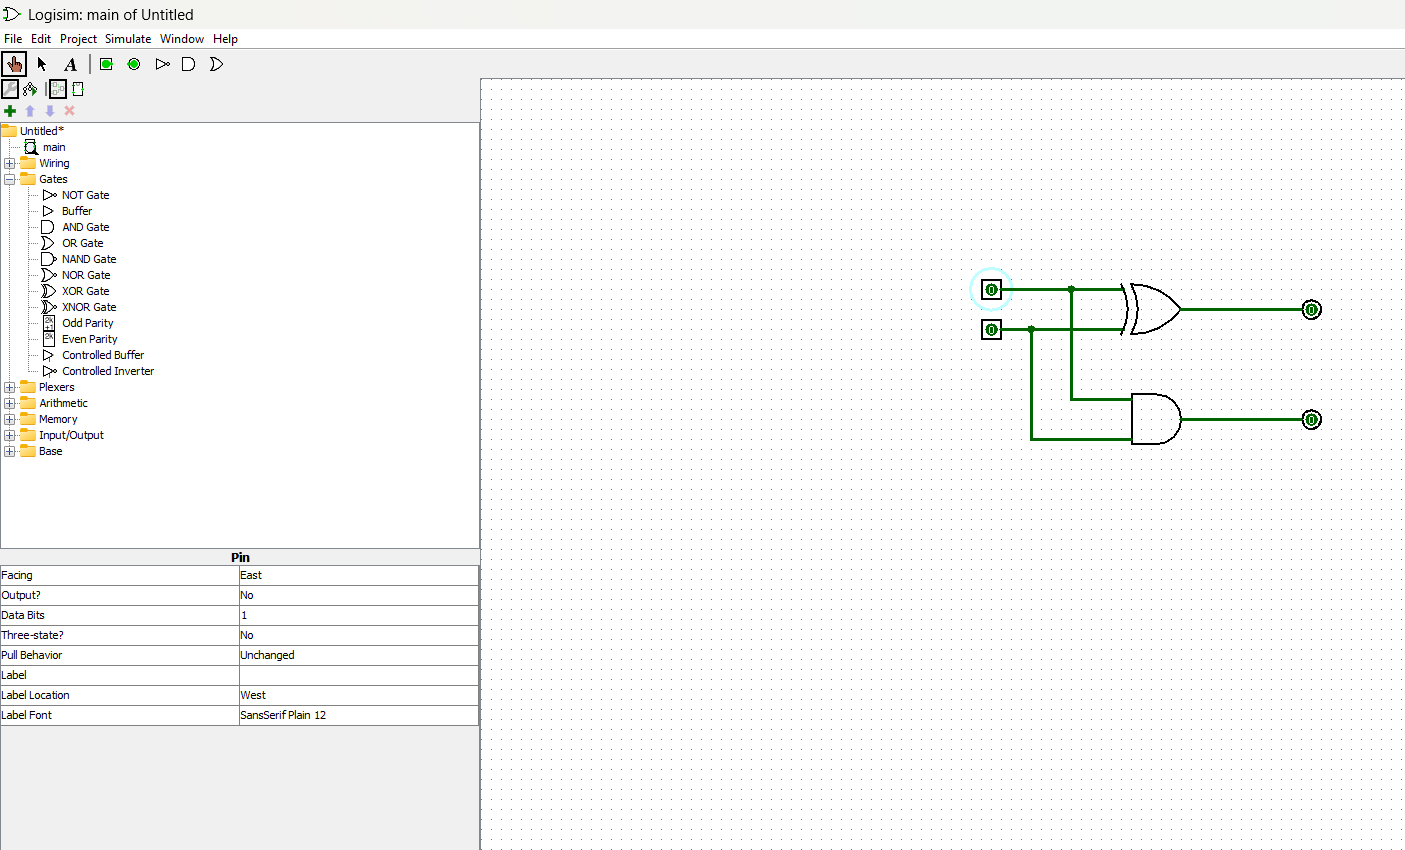 Logisim: main of Untitled
File Edit Project Simulate Window Help
A
Untitled*
main
Wiring
Gates
NOT Gate
Buffer
AND Gate
OR Gate
NAND Gate
NOR Gate
XOR Gate
XNOR Gate
2k+1 Odd Parity
2k Even Parity
Controlled Buffer
Controlled Inverter
Plexers
Arithmetic
Memory
Input/Output
Base
Pin
Facing East
Output? No
Data Bits 1
Three-state? No
Pull Behavior Unchanged
Label
Label Location West
Label Font SansSerif Plain 12
0
0
0
0